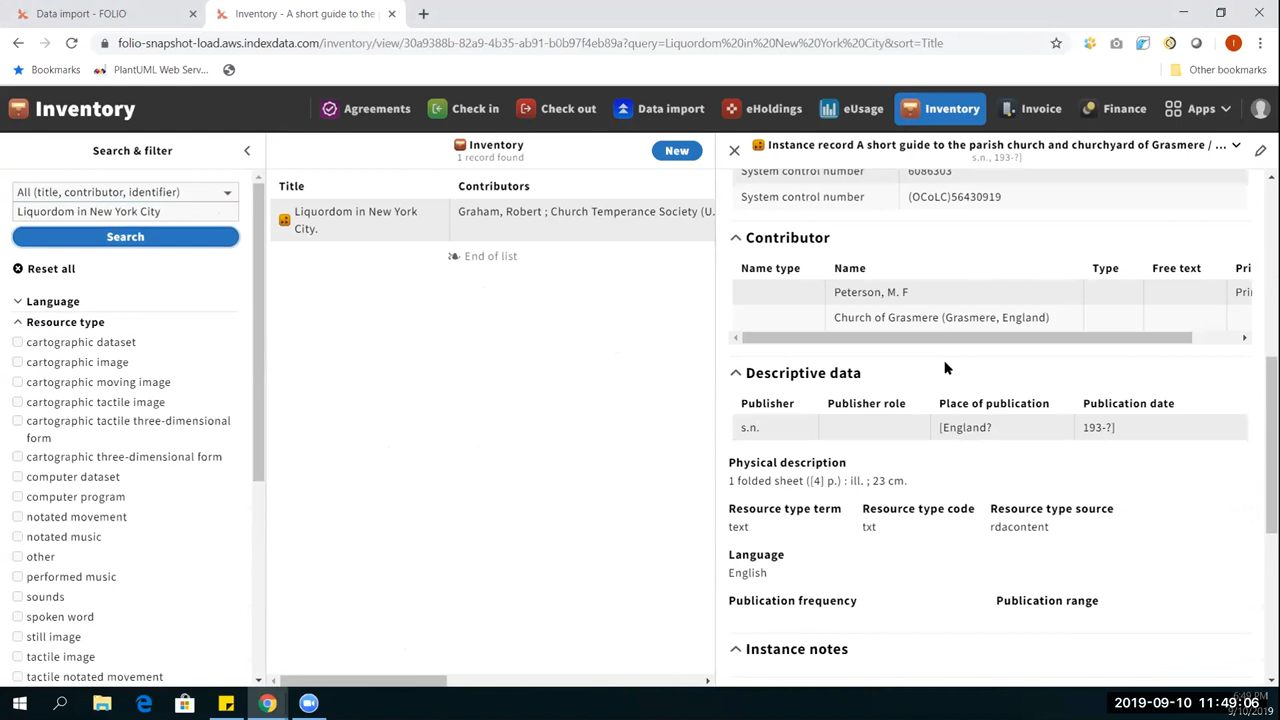 Data import - FOLIO
Inventory - A short guide to the p
folio-snapshot-load.aws.indexdata.com/inventory/view/30a9388b-82a9-4b35-ab91-b0b97f4eb89a?query=Liquordom%20in%20New%20York%20City&sort=Title
Bookmarks
PlantUML Web Serv...
Other bookmarks
Inventory
Agreements
Check in
Check out
Data import
eHoldings
eUsage
Inventory
Invoice
Finance
Apps
Search & filter
All (title, contributor, identifier)
Liquordom in New York City
Search
Reset all
Language
Resource type
cartographic dataset
cartographic image
cartographic moving image
cartographic tactile image
cartographic tactile three-dimensional
form
cartographic three-dimensional form
computer dataset
computer program
notated movement
notated music
other
performed music
sounds
spoken word
still image
tactile image
tactile notated movement
Inventory
1 record found
New
Title Contributors
Liquordom in New York
City.
Graham, Robert ; Church Temperance Society (U.
End of list
Instance record A short guide to the parish church and churchyard of Grasmere / ...
s.n., 193-?]
System control number 6086303
System control number (OCoLC)56430919
Contributor
Name type Name Type Free text Pri
Peterson, M. F Prin
Church of Grasmere (Grasmere, England)
Descriptive data
Publisher Publisher role Place of publication Publication date
s.n. [England? 193-?]
Physical description
1 folded sheet ([4] p.) : ill. ; 23 cm.
Resource type term Resource type code Resource type source
text txt rdacontent
Language
English
Publication frequency Publication range
Instance notes
6:49 PM
2019-09-10 11:49:06
9/10/2019